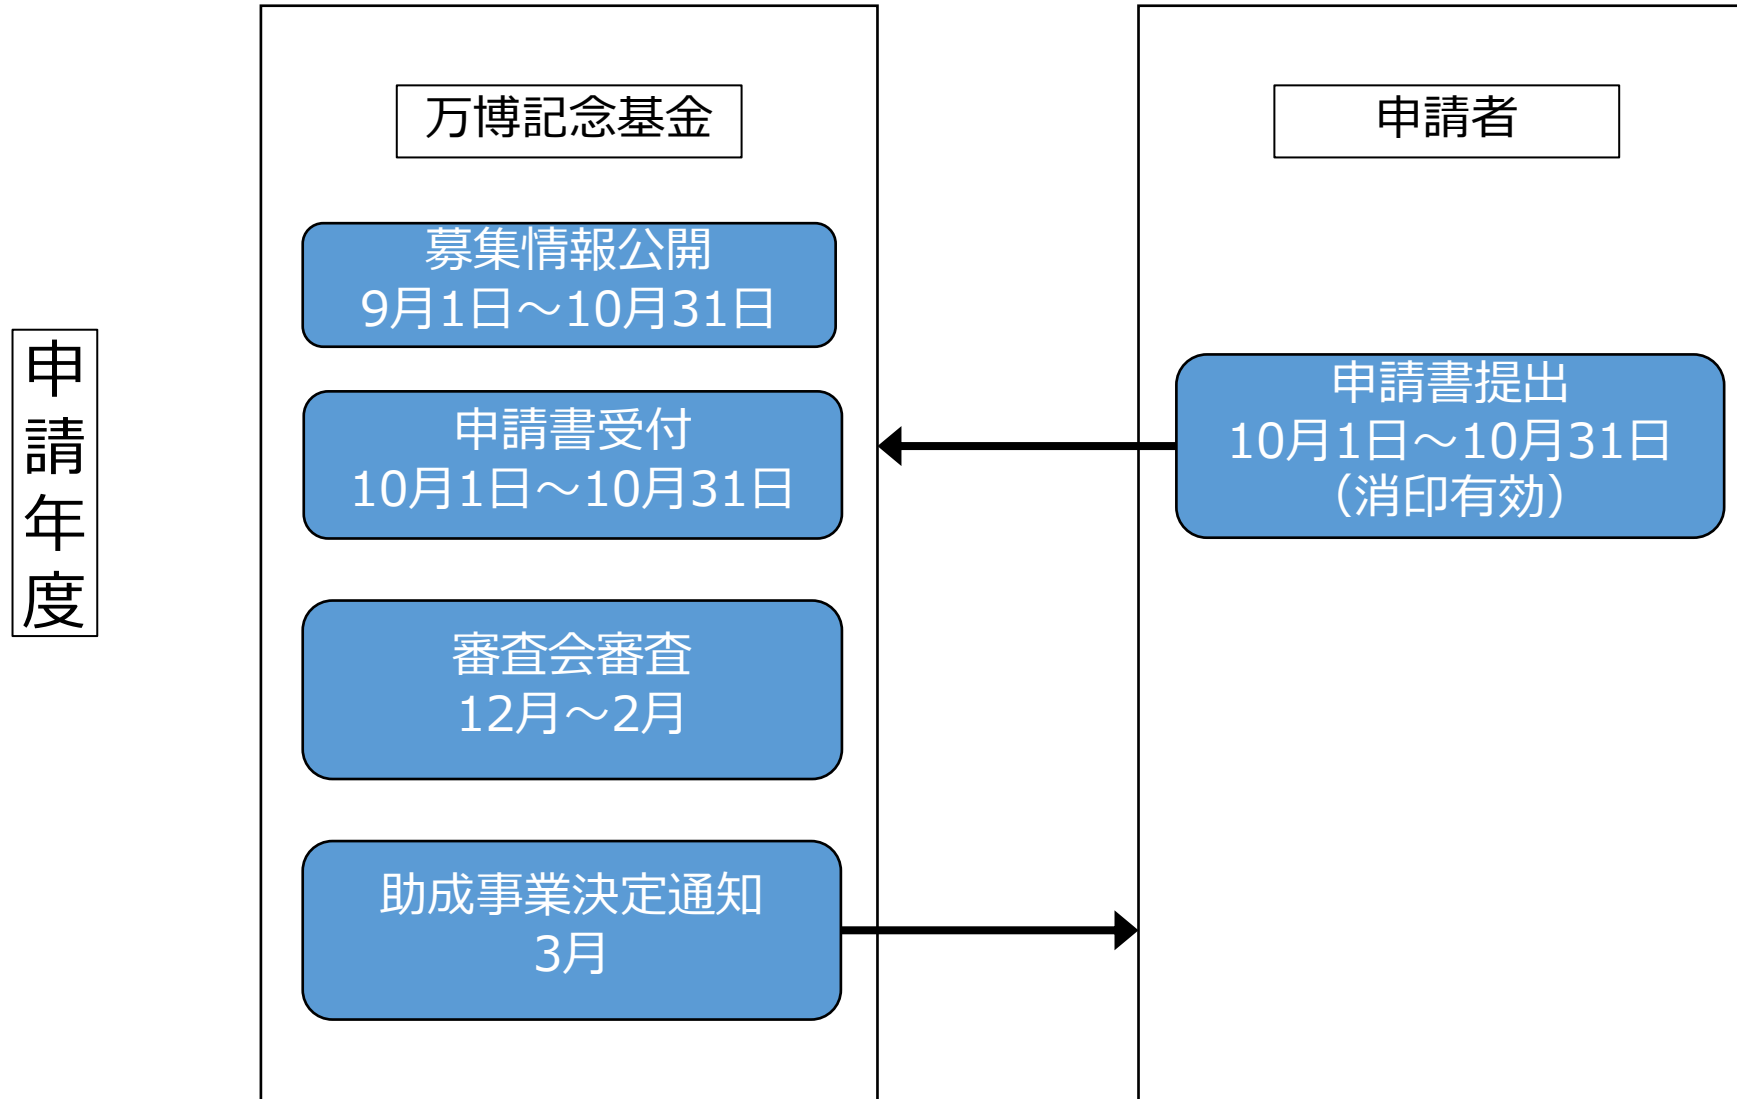 万博記念基金
申請者
募集情報公開
9月1日～10月31日
申請年度
申請書受付
10月1日～10月31日
申請書提出
10月1日～10月31日
（消印有効）
審査会審査
12月～2月
助成事業決定通知
3月